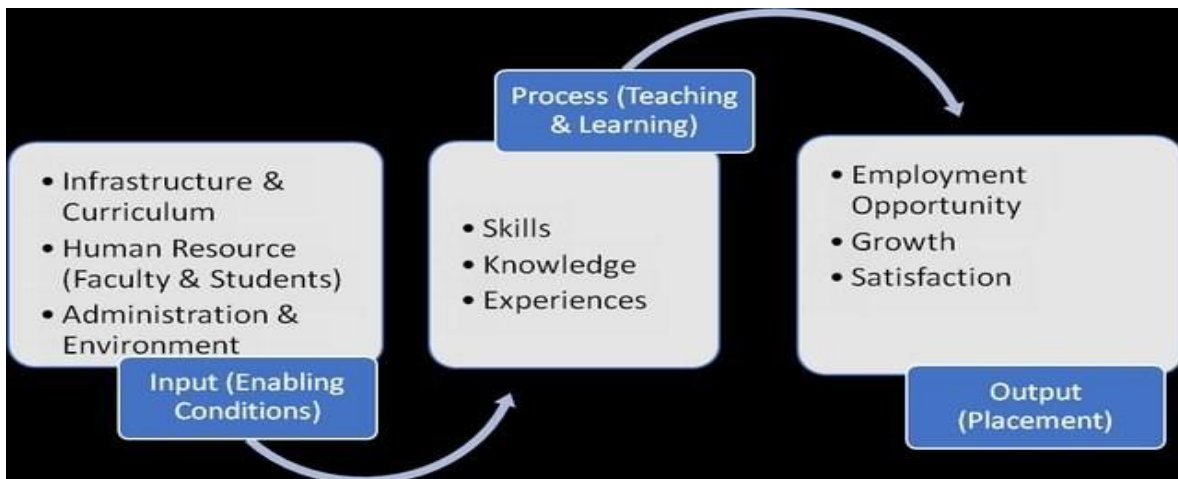 • Infrastructure &
Curriculum
• Human Resource
(Faculty & Students)
• Administration &
Environment
Input (Enabling
Conditions)
Process (Teaching
& Learning)
• Skills
• Knowledge
• Experiences
• Employment
Opportunity
• Growth
• Satisfaction
Output
(Placement)